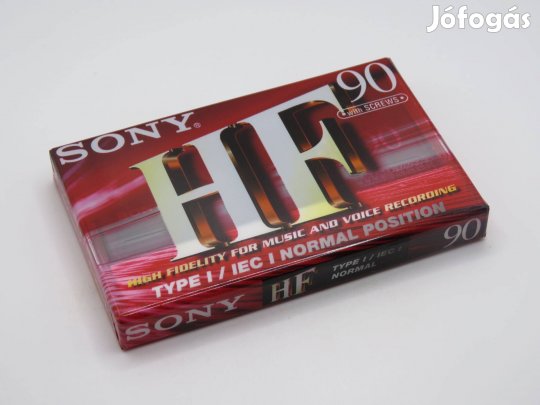 Jófogás
SONY®
90
with SCREWS
HF
HIGH FIDELITY FOR MUSIC AND VOICE RECORDING
TYPE I / IEC I NORMAL POSITION
SONY HF TYPE I / IEC I 90
NORMAL